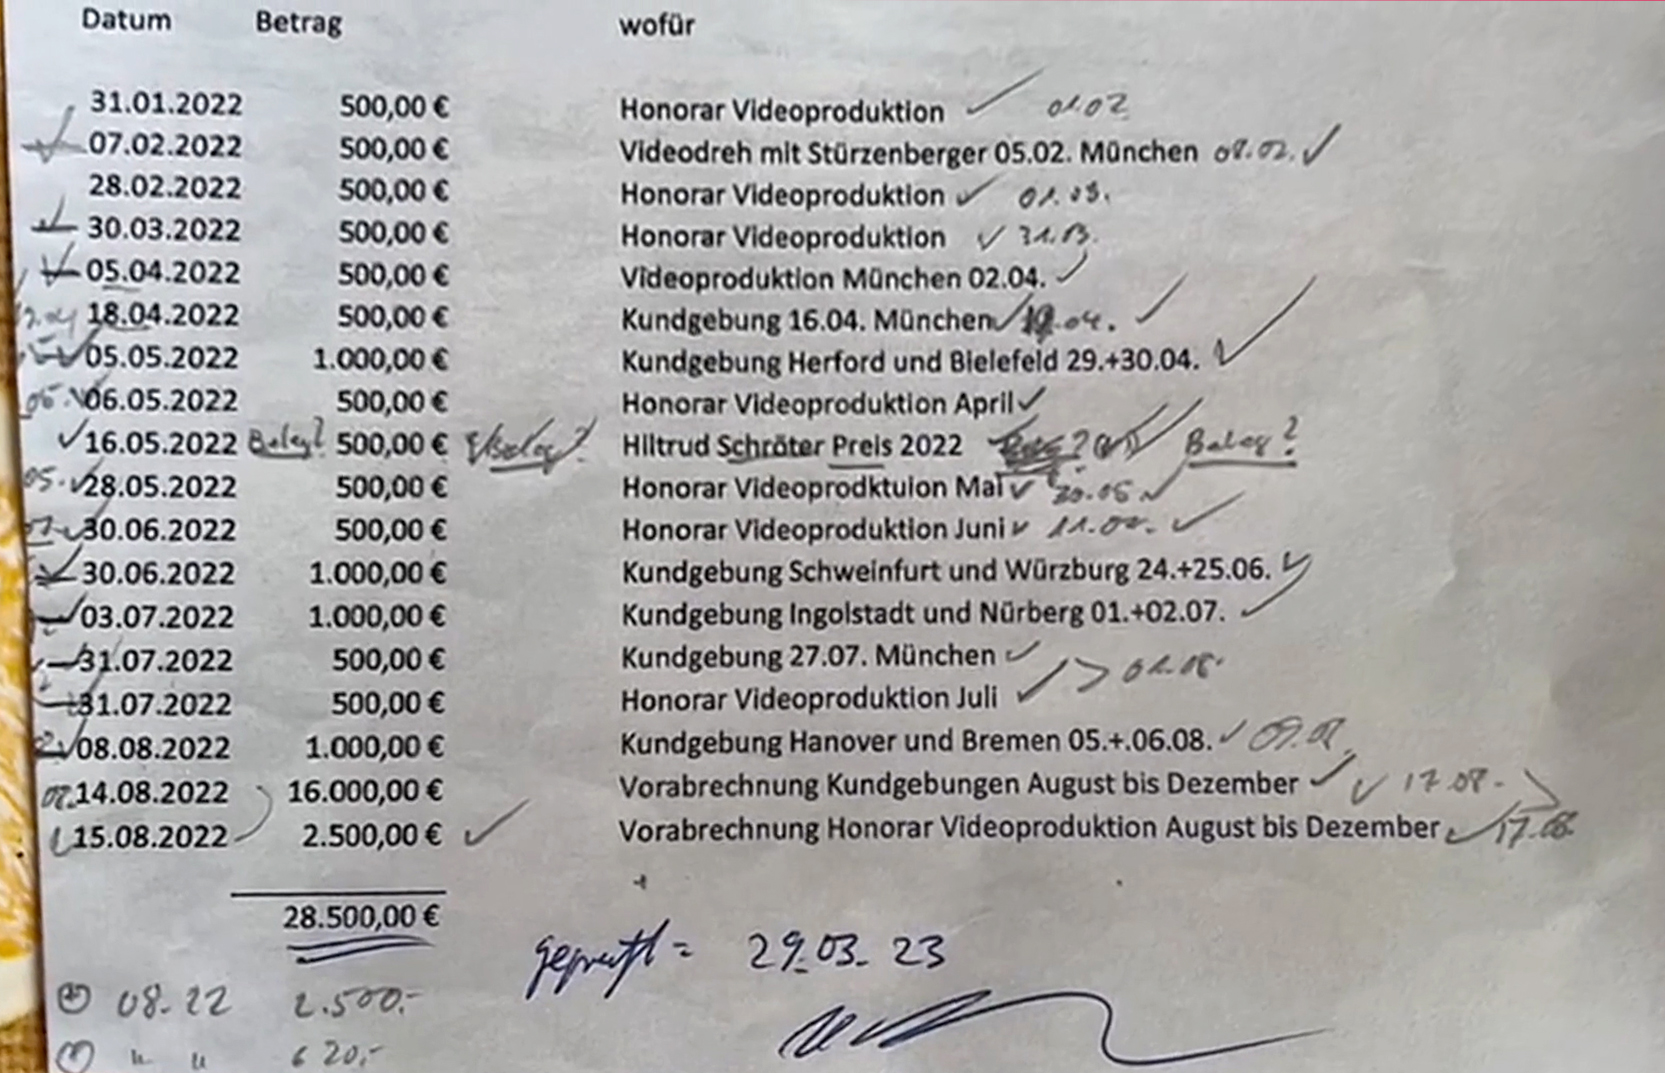 Datum Betrag wofür
31.01.2022 500,00 € Honorar Videoproduktion 01.02
07.02.2022 500,00 € Videodreh mit Stürzenberger 05.02. München 08.02.
28.02.2022 500,00 € Honorar Videoproduktion 01.03.
30.03.2022 500,00 € Honorar Videoproduktion 31.03.
05.04.2022 500,00 € Videoproduktion München 02.04.
18.04.2022 500,00 € Kundgebung 16.04. München
05.05.2022 1.000,00 € Kundgebung Herford und Bielefeld 29.+30.04.
06.05.2022 500,00 € Honorar Videoproduktion April
16.05.2022 Beleg? 500,00 € Hiltrud Schröter Preis 2022 Beleg?
05. 28.05.2022 500,00 € Honorar Videoprodktuion Mai 30.05
30.06.2022 500,00 € Honorar Videoproduktion Juni
30.06.2022 1.000,00 € Kundgebung Schweinfurt und Würzburg 24.+25.06.
03.07.2022 1.000,00 € Kundgebung Ingolstadt und Nürberg 01.+02.07.
31.07.2022 500,00 € Kundgebung 27.07. München
31.07.2022 500,00 € Honorar Videoproduktion Juli 01.08.
08.08.2022 1.000,00 € Kundgebung Hanover und Bremen 05.+.06.08. 09.08.
14.08.2022 16.000,00 € Vorabrechnung Kundgebungen August bis Dezember 17.08.
15.08.2022 2.500,00 € Vorabrechnung Honorar Videoproduktion August bis Dezember 17.08
28.500,00 €
geprüft = 29.03.23
08.22 2.500.-
" " 620,-